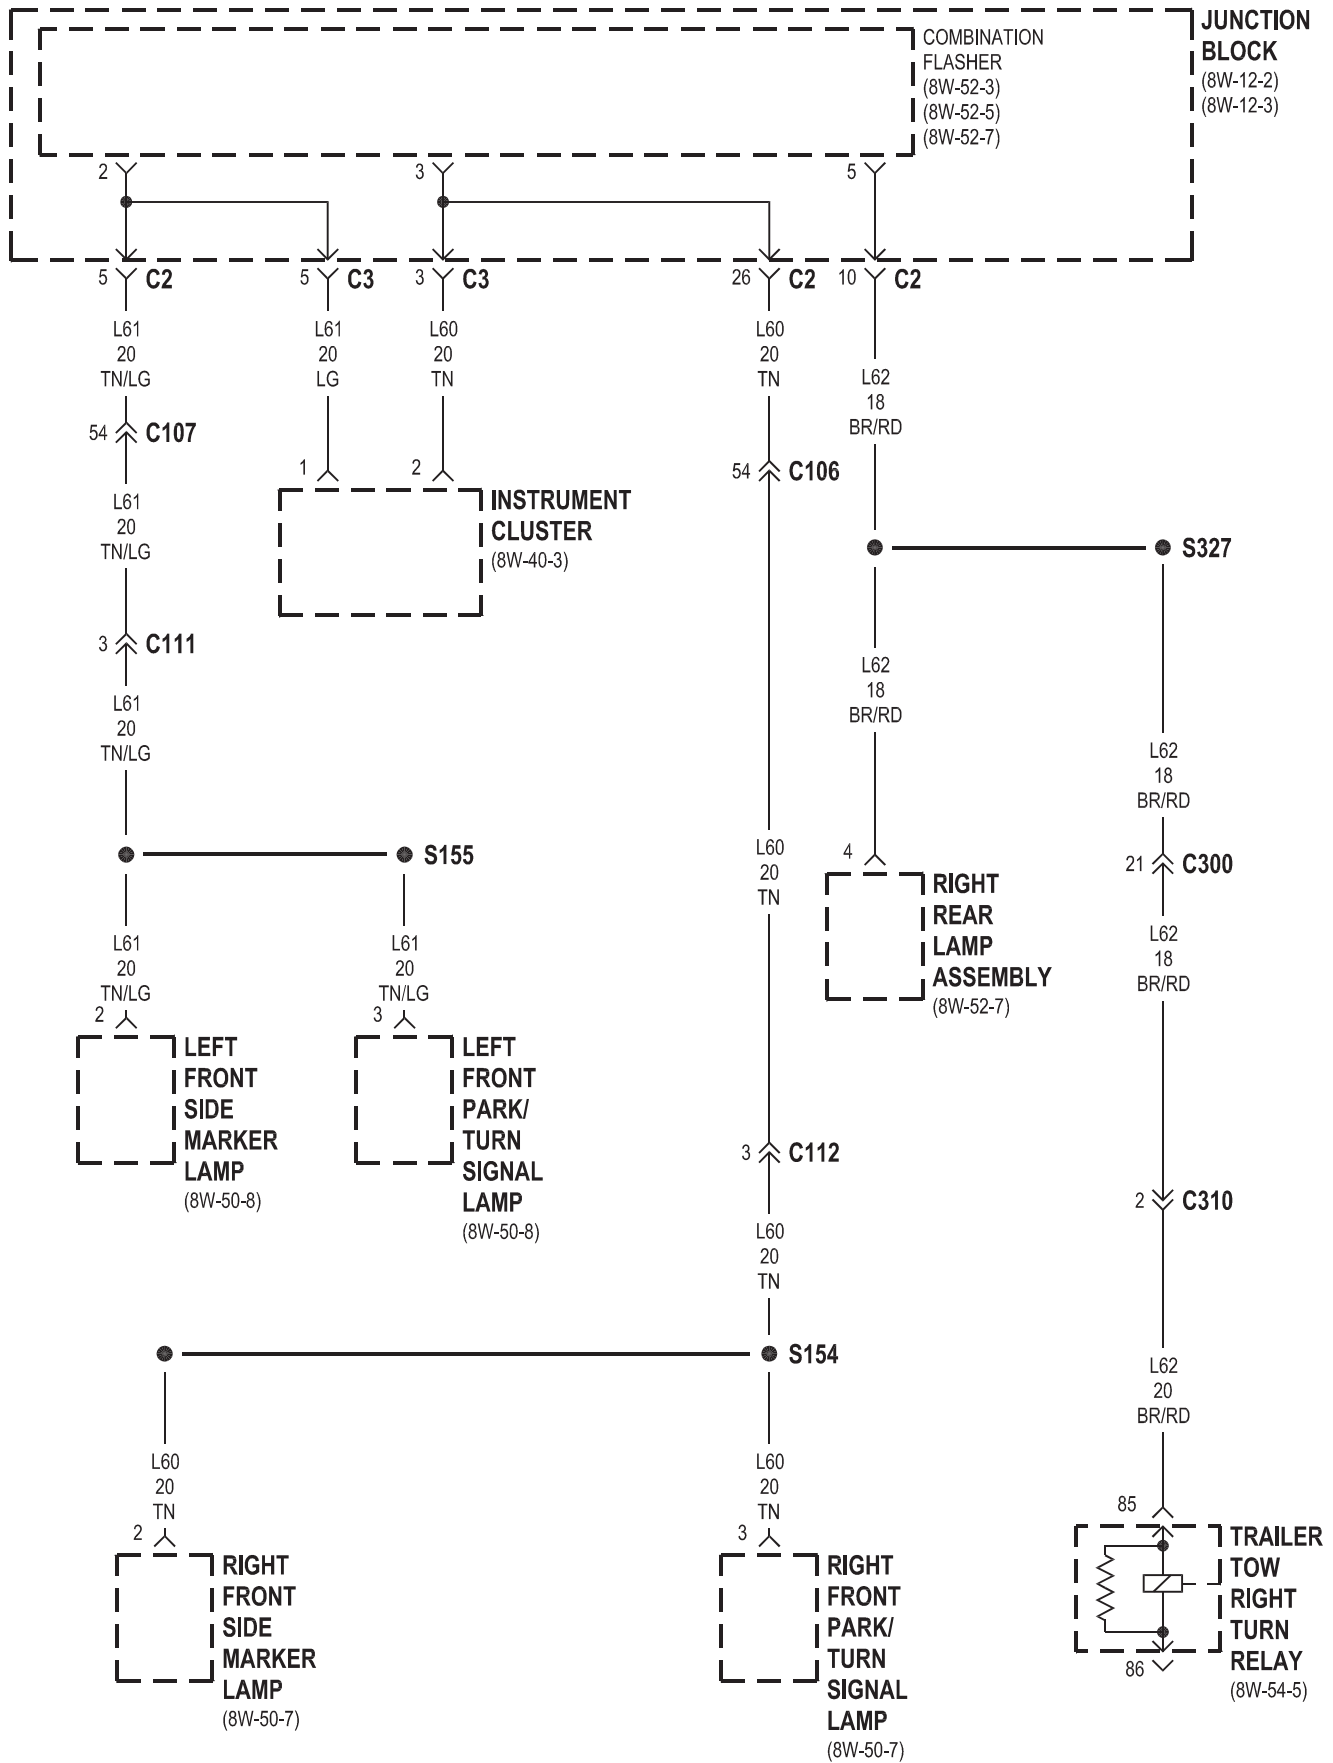 JUNCTION
BLOCK
(8W-12-2)
(8W-12-3)
COMBINATION
FLASHER
(8W-52-3)
(8W-52-5)
(8W-52-7)
2
3
5
5 C2
5 C3
3 C3
26 C2
10 C2
L61
20
TN/LG
L61
20
LG
L60
20
TN
L60
20
TN
L62
18
BR/RD
54 C107
1
2
54 C106
INSTRUMENT
CLUSTER
(8W-40-3)
L61
20
TN/LG
S327
3 C111
L61
20
TN/LG
L62
18
BR/RD
L62
18
BR/RD
S155
L60
20
TN
4
RIGHT
REAR
LAMP
ASSEMBLY
(8W-52-7)
21 C300
L62
18
BR/RD
L61
20
TN/LG
L61
20
TN/LG
2
LEFT
FRONT
SIDE
MARKER
LAMP
(8W-50-8)
3
LEFT
FRONT
PARK/
TURN
SIGNAL
LAMP
(8W-50-8)
3 C112
2 C310
L60
20
TN
S154
L62
20
BR/RD
L60
20
TN
L60
20
TN
2
RIGHT
FRONT
SIDE
MARKER
LAMP
(8W-50-7)
3
RIGHT
FRONT
PARK/
TURN
SIGNAL
LAMP
(8W-50-7)
85
TRAILER
TOW
RIGHT
TURN
RELAY
(8W-54-5)
86